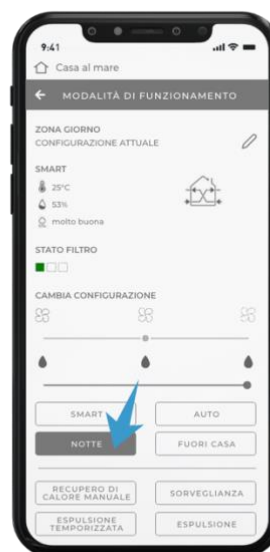 9:41
Casa al mare
MODALITÀ DI FUNZIONAMENTO
ZONA GIORNO
CONFIGURAZIONE ATTUALE
SMART
25°C
53%
molto buona
STATO FILTRO
CAMBIA CONFIGURAZIONE
SMART
AUTO
NOTTE
FUORI CASA
RECUPERO DI
CALORE MANUALE
SORVEGLIANZA
ESPULSIONE
TEMPORIZZATA
ESPULSIONE